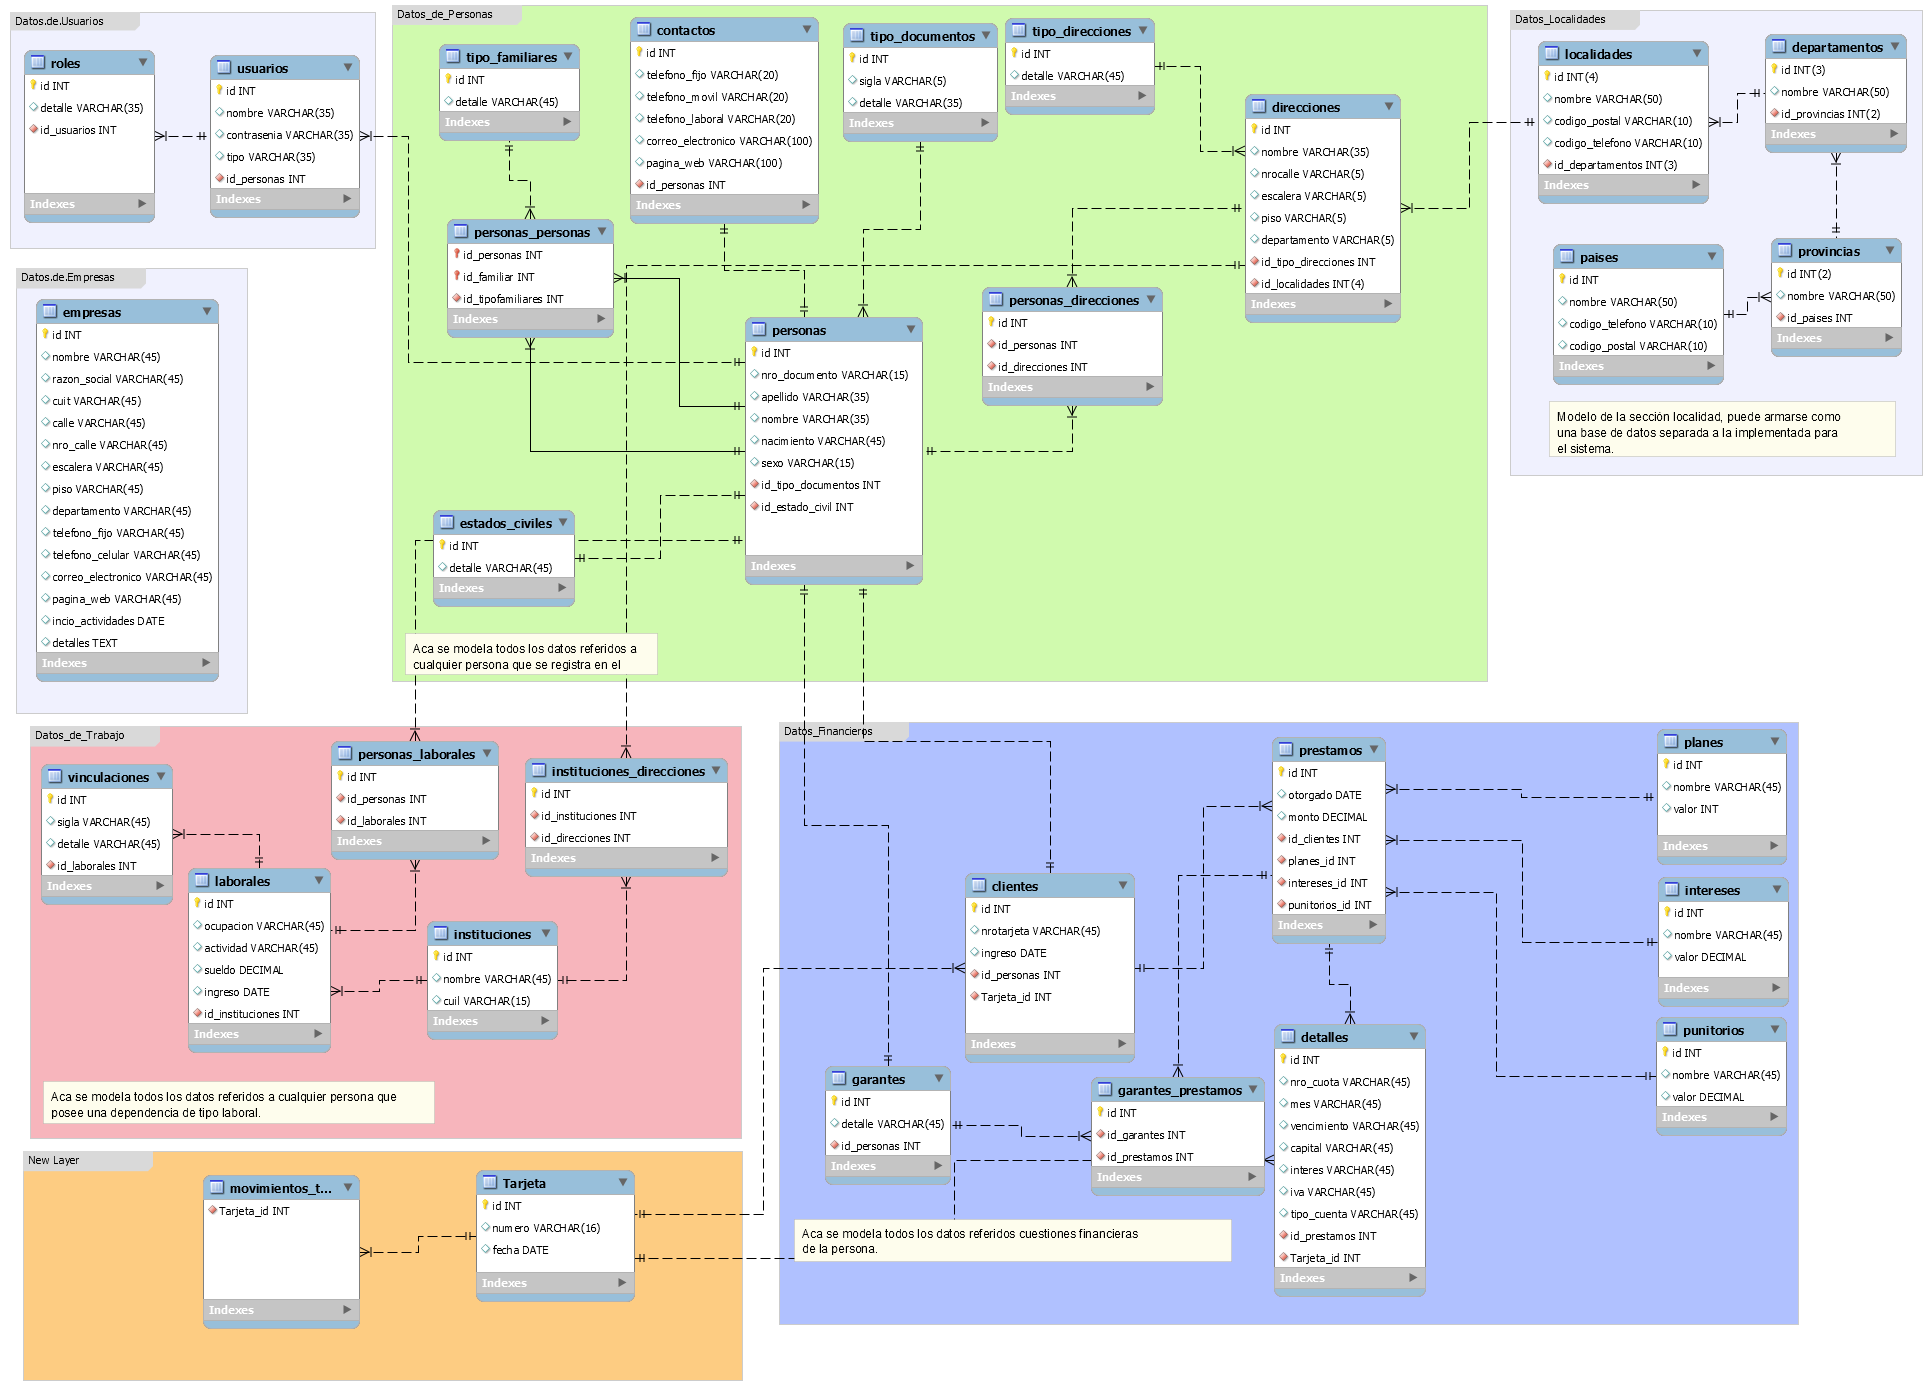 Datos.de.Usuarios
roles
id INT
detalle VARCHAR(35)
id_usuarios INT
Indexes
usuarios
id INT
nombre VARCHAR(35)
contrasenia VARCHAR(35)
tipo VARCHAR(35)
id_personas INT
Indexes
Datos.de.Empresas
empresas
id INT
nombre VARCHAR(45)
razon_social VARCHAR(45)
cuit VARCHAR(45)
calle VARCHAR(45)
nro_calle VARCHAR(45)
escalera VARCHAR(45)
piso VARCHAR(45)
departamento VARCHAR(45)
telefono_fijo VARCHAR(45)
telefono_celular VARCHAR(45)
correo_electronico VARCHAR(45)
pagina_web VARCHAR(45)
incio_actividades DATE
detalles TEXT
Indexes
Datos_de_Personas
tipo_familiares
id INT
detalle VARCHAR(45)
Indexes
contactos
id INT
telefono_fijo VARCHAR(20)
telefono_movil VARCHAR(20)
telefono_laboral VARCHAR(20)
correo_electronico VARCHAR(100)
pagina_web VARCHAR(100)
id_personas INT
Indexes
tipo_documentos
id INT
sigla VARCHAR(5)
detalle VARCHAR(35)
Indexes
tipo_direcciones
id INT
detalle VARCHAR(45)
Indexes
direcciones
id INT
nombre VARCHAR(35)
nrocalle VARCHAR(5)
escalera VARCHAR(5)
piso VARCHAR(5)
departamento VARCHAR(5)
id_tipo_direcciones INT
id_localidades INT(4)
Indexes
personas_personas
id_personas INT
id_familiar INT
id_tipofamiliares INT
Indexes
personas_direcciones
id INT
id_personas INT
id_direcciones INT
Indexes
personas
id INT
nro_documento VARCHAR(15)
apellido VARCHAR(35)
nombre VARCHAR(35)
nacimiento VARCHAR(45)
sexo VARCHAR(15)
id_tipo_documentos INT
id_estado_civil INT
Indexes
estados_civiles
id INT
detalle VARCHAR(45)
Indexes
Aca se modela todos los datos referidos a
cualquier persona que se registra en el
Datos_Localidades
localidades
id INT(4)
nombre VARCHAR(50)
codigo_postal VARCHAR(10)
codigo_telefono VARCHAR(10)
id_departamentos INT(3)
Indexes
departamentos
id INT(3)
nombre VARCHAR(50)
id_provincias INT(2)
Indexes
paises
id INT
nombre VARCHAR(50)
codigo_telefono VARCHAR(10)
codigo_postal VARCHAR(10)
Indexes
provincias
id INT(2)
nombre VARCHAR(50)
id_paises INT
Indexes
Modelo de la sección localidad, puede armarse como
una base de datos separada a la implementada para
el sistema.
Datos_de_Trabajo
vinculaciones
id INT
sigla VARCHAR(45)
detalle VARCHAR(45)
id_laborales INT
Indexes
personas_laborales
id INT
id_personas INT
id_laborales INT
Indexes
instituciones_direcciones
id INT
id_instituciones INT
id_direcciones INT
Indexes
laborales
id INT
ocupacion VARCHAR(45)
actividad VARCHAR(45)
sueldo DECIMAL
ingreso DATE
id_instituciones INT
Indexes
instituciones
id INT
nombre VARCHAR(45)
cuil VARCHAR(15)
Indexes
Aca se modela todos los datos referidos a cualquier persona que
posee una dependencia de tipo laboral.
Datos_Financieros
prestamos
id INT
otorgado DATE
monto DECIMAL
id_clientes INT
planes_id INT
intereses_id INT
punitorios_id INT
Indexes
planes
id INT
nombre VARCHAR(45)
valor INT
Indexes
clientes
id INT
nrotarjeta VARCHAR(45)
ingreso DATE
id_personas INT
Tarjeta_id INT
Indexes
intereses
id INT
nombre VARCHAR(45)
valor DECIMAL
Indexes
punitorios
id INT
nombre VARCHAR(45)
valor DECIMAL
Indexes
garantes
id INT
detalle VARCHAR(45)
id_personas INT
Indexes
garantes_prestamos
id INT
id_garantes INT
id_prestamos INT
Indexes
detalles
id INT
nro_cuota VARCHAR(45)
mes VARCHAR(45)
vencimiento VARCHAR(45)
capital VARCHAR(45)
interes VARCHAR(45)
iva VARCHAR(45)
tipo_cuenta VARCHAR(45)
id_prestamos INT
Tarjeta_id INT
Indexes
Aca se modela todos los datos referidos cuestiones financieras
de la persona.
New Layer
movimientos_t...
Tarjeta_id INT
Indexes
Tarjeta
id INT
numero VARCHAR(16)
fecha DATE
Indexes